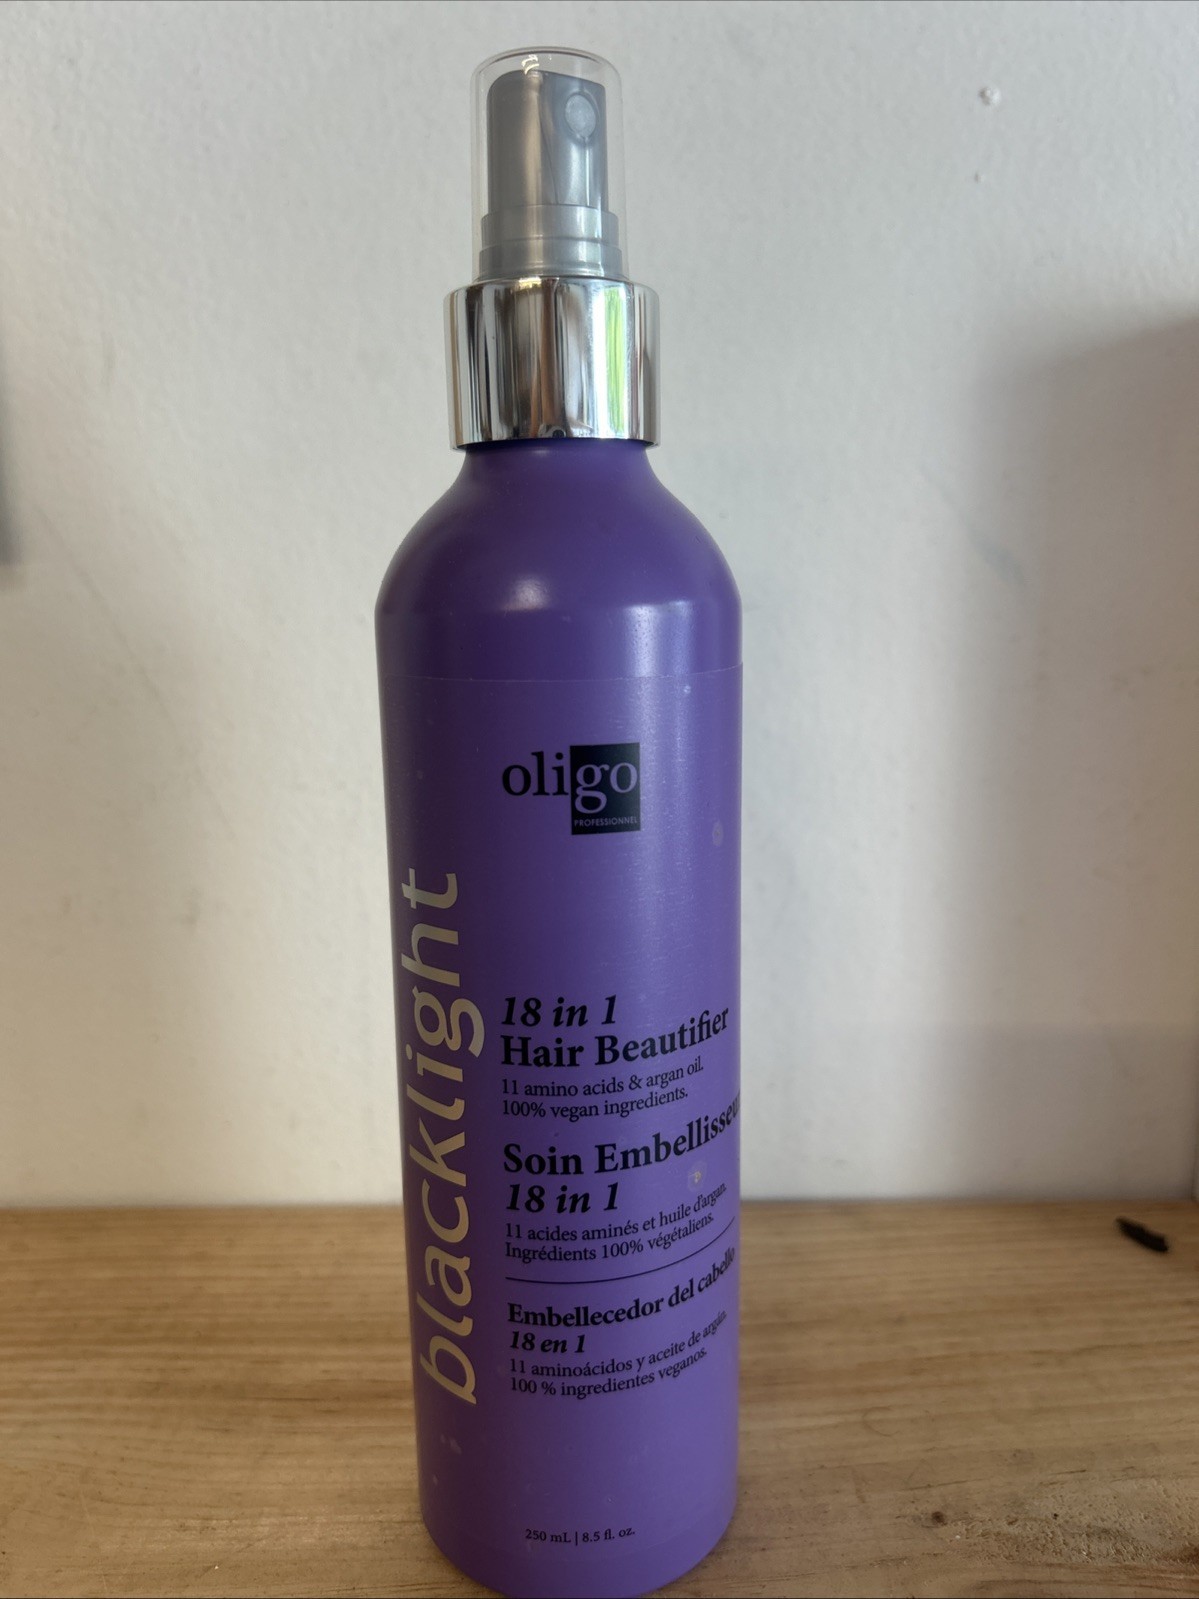 oligo
PROFESSIONNEL
blacklight
18 in 1
Hair Beautifier
11 amino acids & argan oil.
100% vegan ingredients.
Soin Embellisseur
18 in 1
11 acides aminés et huile d'argan.
Ingrédients 100% végétaliens.
Embellecedor del cabello
18 en 1
11 aminoácidos y aceite de argán.
100 % ingredientes veganos.
250 mL | 8.5 fl. oz.